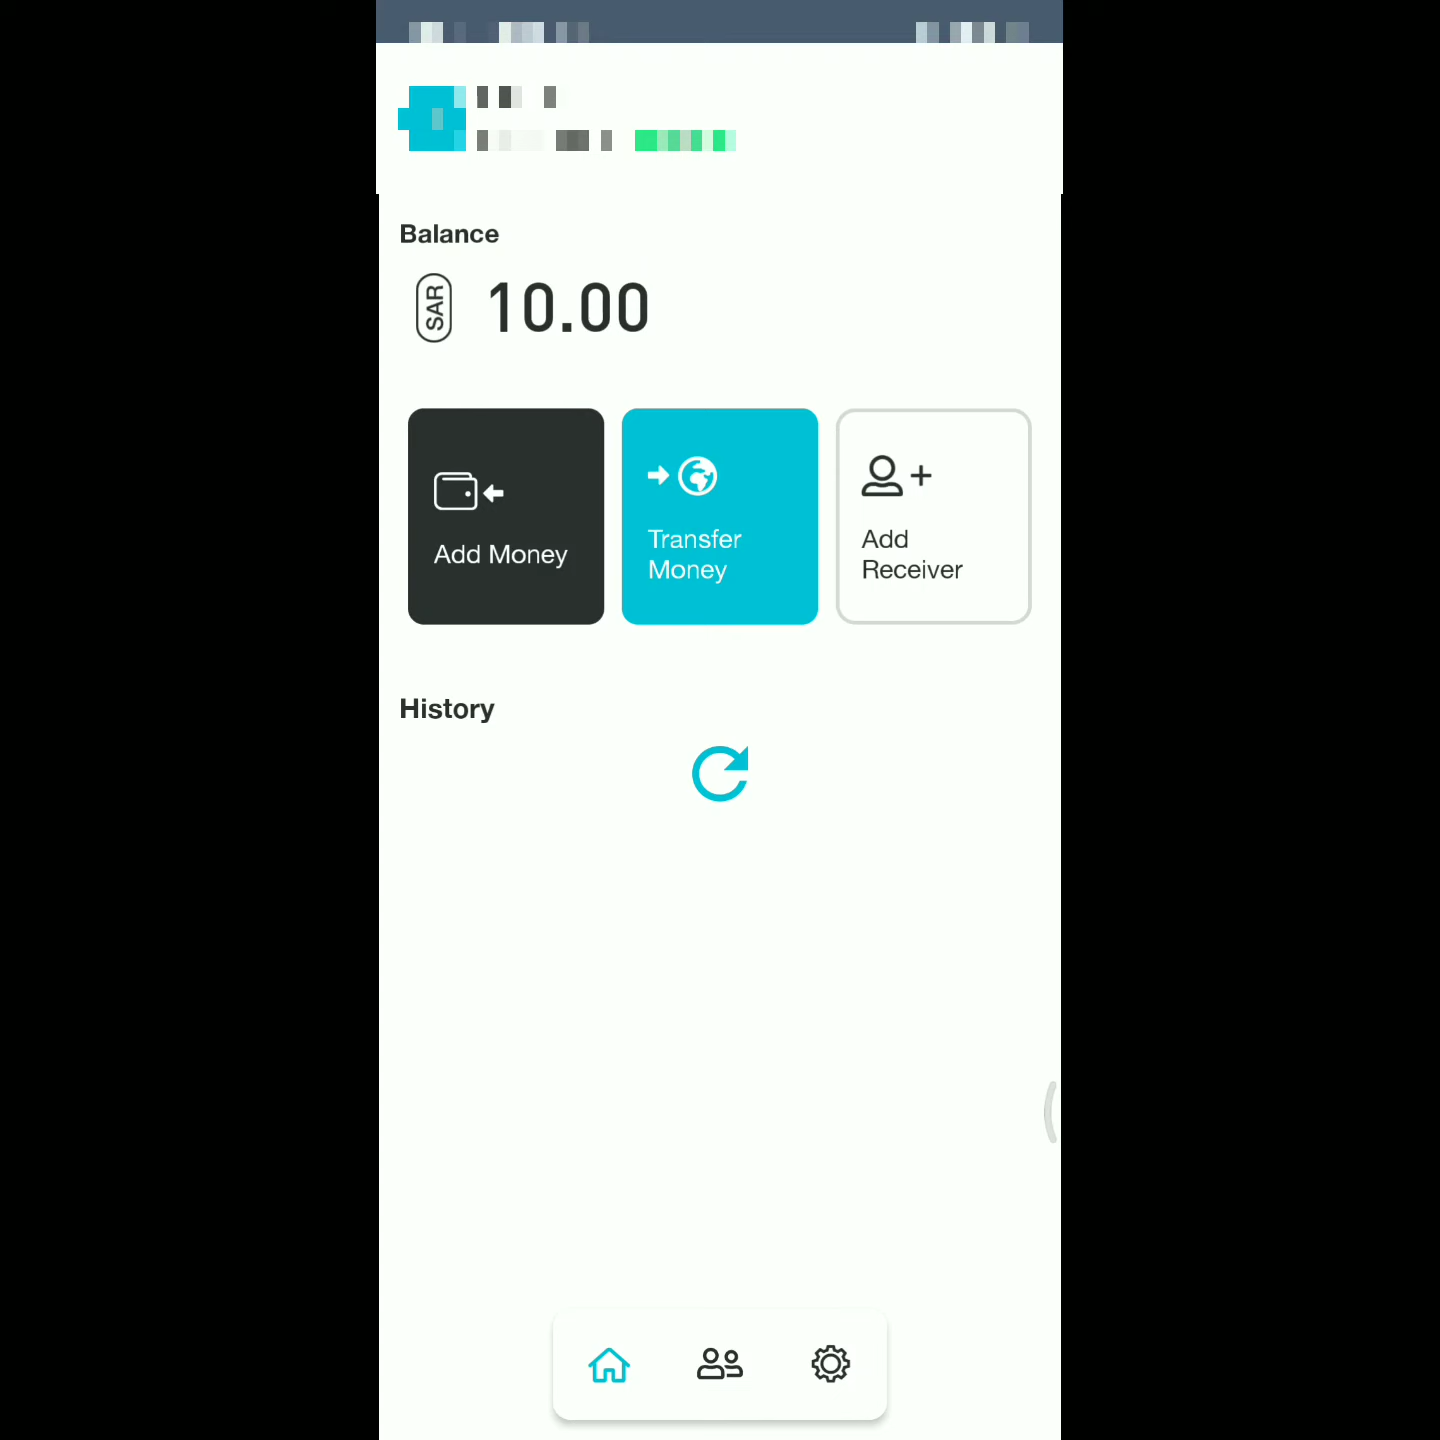 Balance
SAR 10.00
Add Money
Transfer
Money
Add
Receiver
History